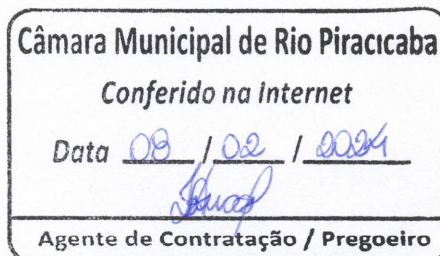 Câmara Municipal de Rio Piracicaba
Conferido na Internet
Data 08 / 02 / 2024
Agente de Contratação / Pregoeiro